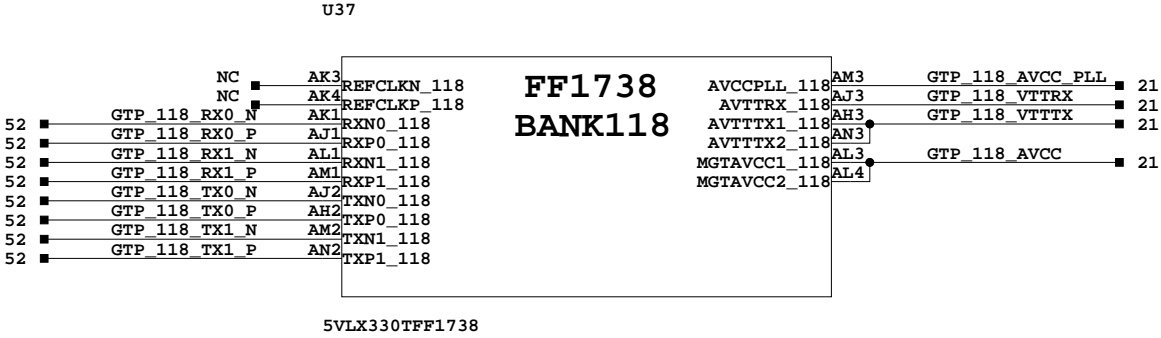 U37
FF1738
BANK118
NC AK3 REFCLKN_118
NC AK4 REFCLKP_118
52 GTP_118_RX0_N AK1 RXN0_118
52 GTP_118_RX0_P AJ1 RXP0_118
52 GTP_118_RX1_N AL1 RXN1_118
52 GTP_118_RX1_P AM1 RXP1_118
52 GTP_118_TX0_N AJ2 TXN0_118
52 GTP_118_TX0_P AH2 TXP0_118
52 GTP_118_TX1_N AM2 TXN1_118
52 GTP_118_TX1_P AN2 TXP1_118
AVCCPLL_118 AM3 GTP_118_AVCC_PLL 21
AVTTRX_118 AJ3 GTP_118_VTTRX 21
AVTTTX1_118 AH3 GTP_118_VTTTX 21
AVTTTX2_118 AN3
MGTAVCC1_118 AL3 GTP_118_AVCC 21
MGTAVCC2_118 AL4
5VLX330TFF1738